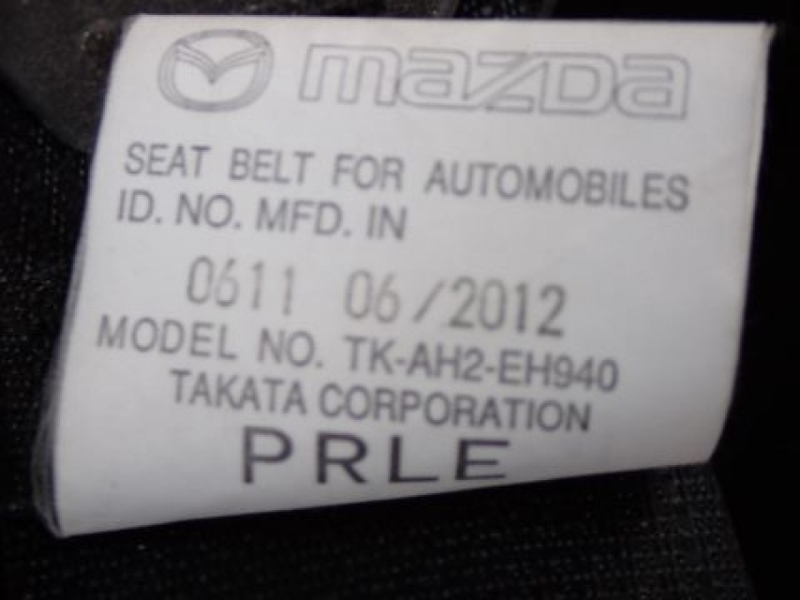 mazda
SEAT BELT FOR AUTOMOBILES
ID. NO. MFD. IN
0611 06/2012
MODEL NO. TK-AH2-EH940
TAKATA CORPORATION
PRLE